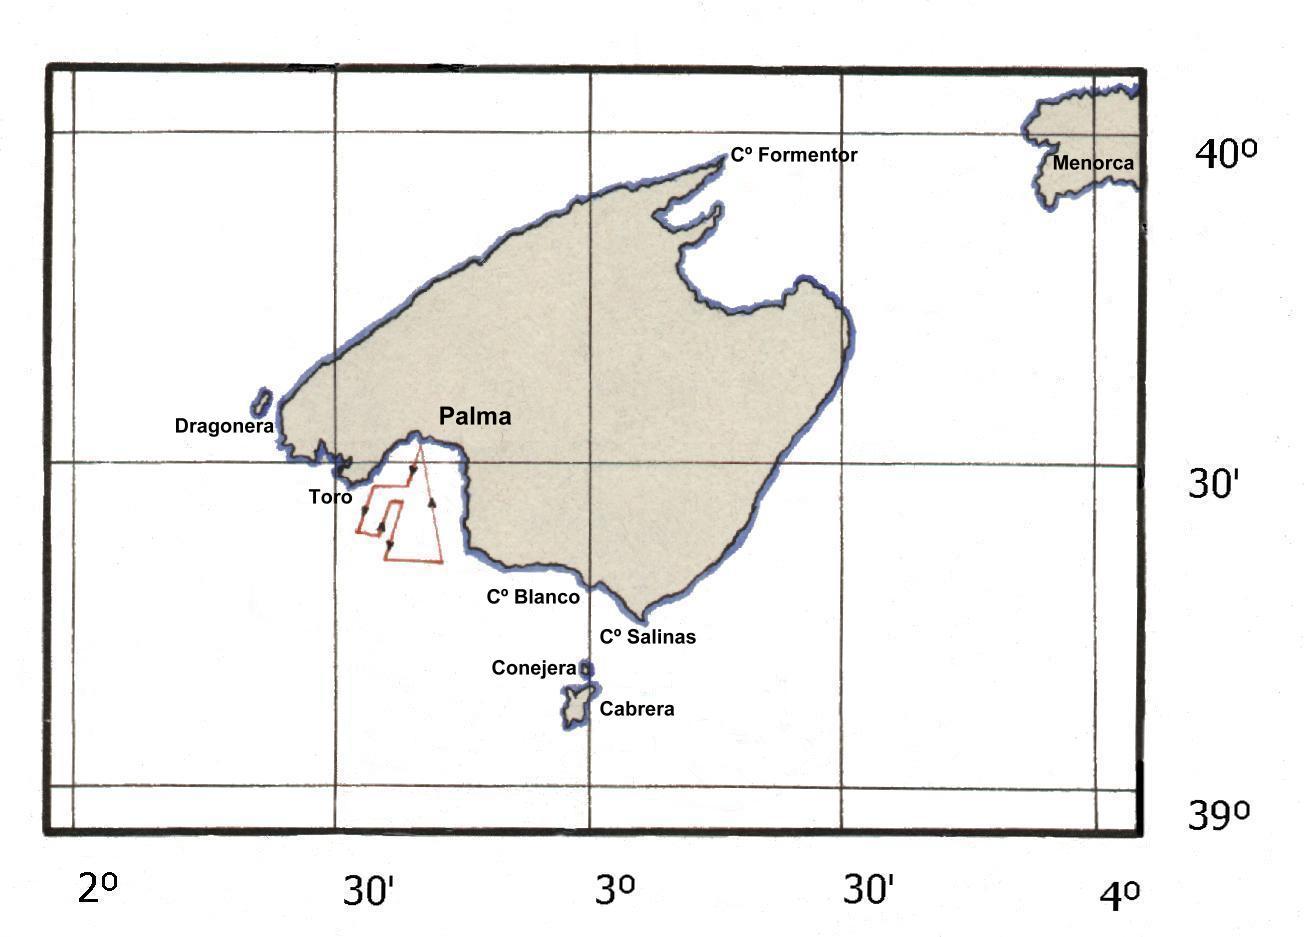 Cº Formentor
40º
Menorca
Palma
Dragonera
30'
Toro
Cº Blanco
Cº Salinas
Conejera
Cabrera
39º
2º
30'
3º
30'
4º